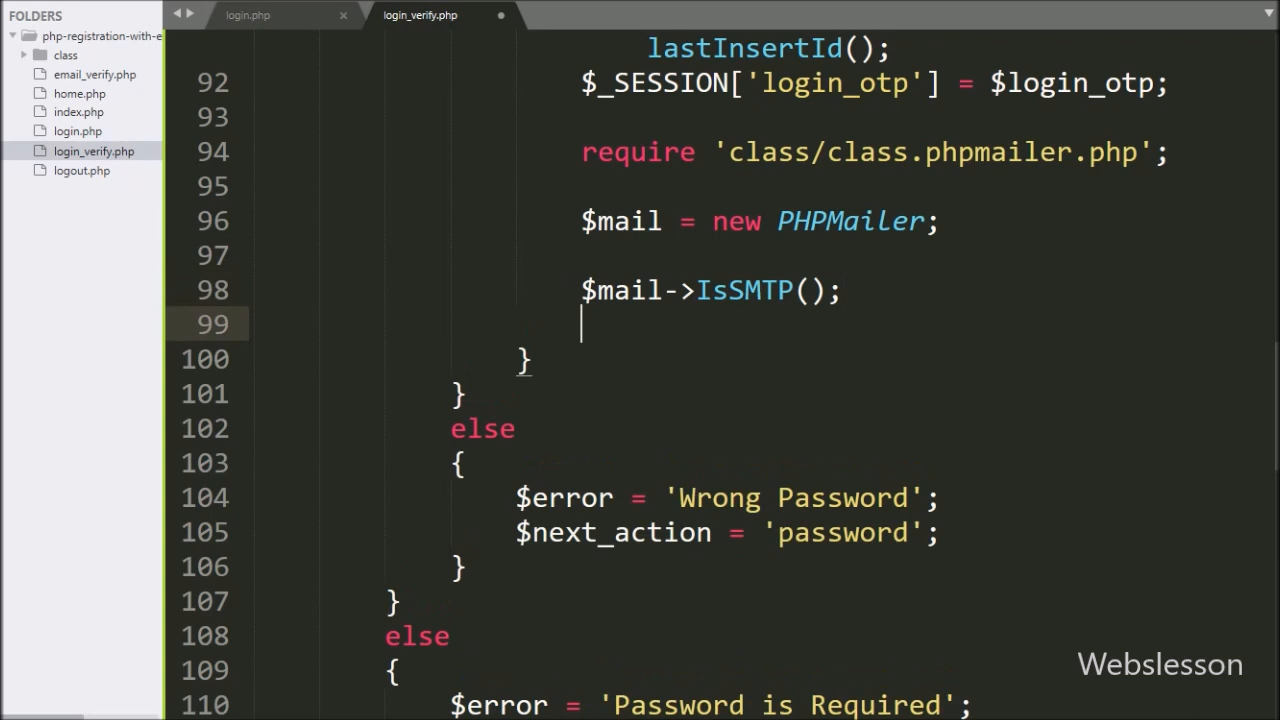 FOLDERS
php-registration-with-e
class
email_verify.php
home.php
index.php
login.php
login_verify.php
logout.php
login.php
login_verify.php
lastInsertId();
92 $_SESSION['login_otp'] = $login_otp;
93
94 require 'class/class.phpmailer.php';
95
96 $mail = new PHPMailer;
97
98 $mail->IsSMTP();
99
100 }
101 }
102 else
103 {
104 $error = 'Wrong Password';
105 $next_action = 'password';
106 }
107 }
108 else
109 {
110 $error = 'Password is Required';
Webslesson